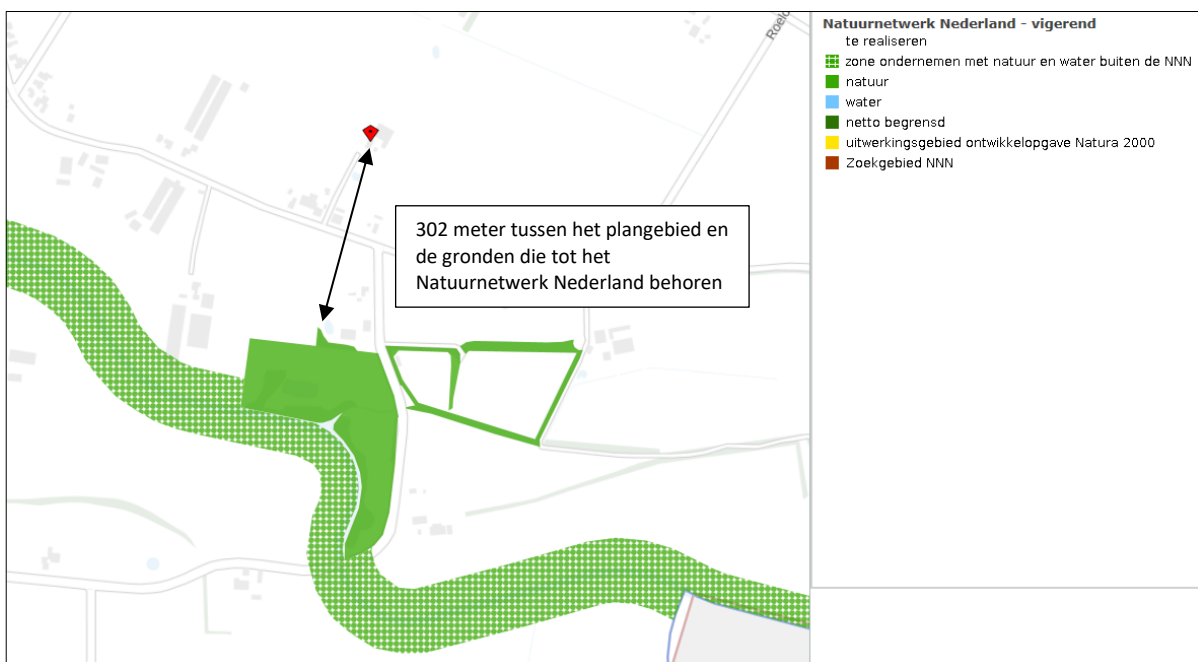 Roelo
302 meter tussen het plangebied en
de gronden die tot het
Natuurnetwerk Nederland behoren
Natuurnetwerk Nederland - vigerend
te realiseren
zone ondernemen met natuur en water buiten de NNN
natuur
water
netto begrensd
uitwerkingsgebied ontwikkelopgave Natura 2000
Zoekgebied NNN